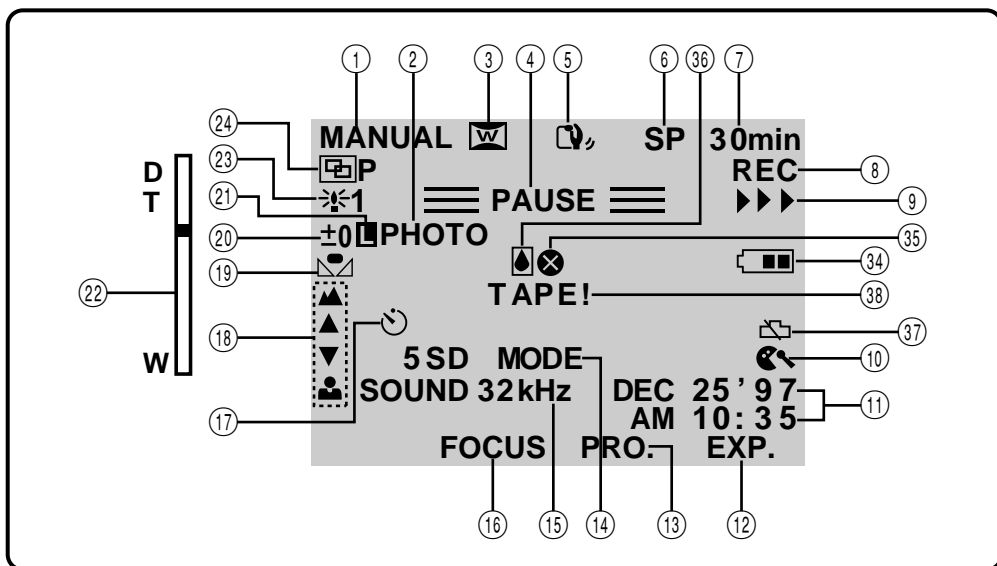 1 2 3 4 5 6 36 7
MANUAL W SP 30min
24 P REC 8
D
T
23 1 PAUSE 9
21 L PHOTO
20 ±0 35
19 34
22 TAPE! 38
18 37
W
5SD MODE 10
SOUND 32kHz DEC 25’97 11
AM 10:35
17 FOCUS PRO. EXP.
16 15 14 13 12